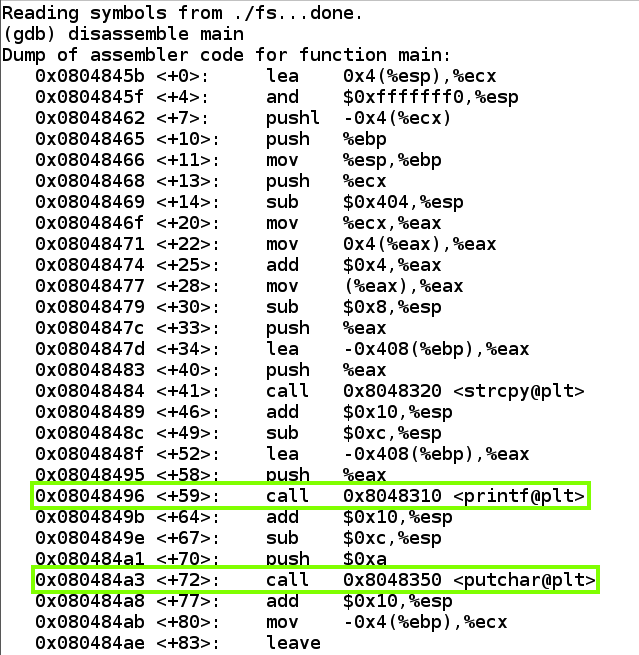 Reading symbols from ./fs...done.
(gdb) disassemble main
Dump of assembler code for function main:
   0x0804845b <+0>:     lea    0x4(%esp),%ecx
   0x0804845f <+4>:     and    $0xfffffff0,%esp
   0x08048462 <+7>:     pushl  -0x4(%ecx)
   0x08048465 <+10>:    push   %ebp
   0x08048466 <+11>:    mov    %esp,%ebp
   0x08048468 <+13>:    push   %ecx
   0x08048469 <+14>:    sub    $0x404,%esp
   0x0804846f <+20>:    mov    %ecx,%eax
   0x08048471 <+22>:    mov    0x4(%eax),%eax
   0x08048474 <+25>:    add    $0x4,%eax
   0x08048477 <+28>:    mov    (%eax),%eax
   0x08048479 <+30>:    sub    $0x8,%esp
   0x0804847c <+33>:    push   %eax
   0x0804847d <+34>:    lea    -0x408(%ebp),%eax
   0x08048483 <+40>:    push   %eax
   0x08048484 <+41>:    call   0x8048320 <strcpy@plt>
   0x08048489 <+46>:    add    $0x10,%esp
   0x0804848c <+49>:    sub    $0xc,%esp
   0x0804848f <+52>:    lea    -0x408(%ebp),%eax
   0x08048495 <+58>:    push   %eax
   0x08048496 <+59>:    call   0x8048310 <printf@plt>
   0x0804849b <+64>:    add    $0x10,%esp
   0x0804849e <+67>:    sub    $0xc,%esp
   0x080484a1 <+70>:    push   $0xa
   0x080484a3 <+72>:    call   0x8048350 <putchar@plt>
   0x080484a8 <+77>:    add    $0x10,%esp
   0x080484ab <+80>:    mov    -0x4(%ebp),%ecx
   0x080484ae <+83>:    leave